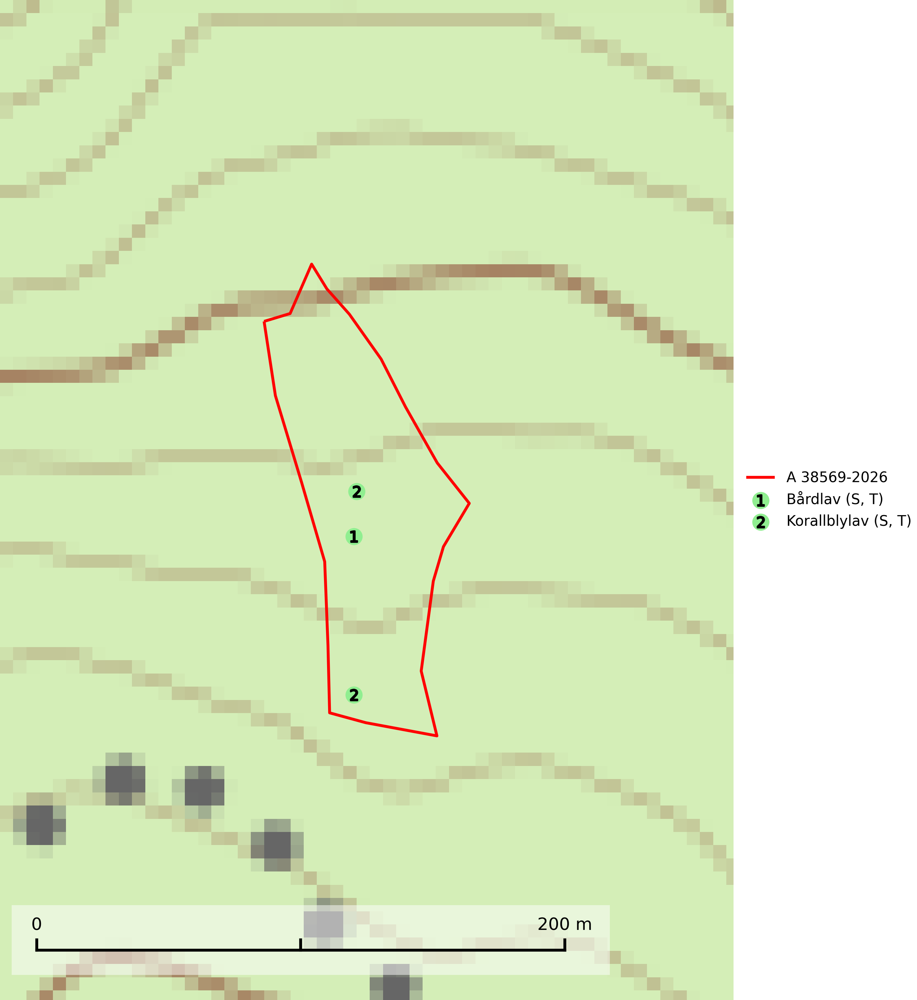 2
A 38569-2026
1 Bårdlav (S, T)
2 Korallblylav (S, T)
1
2
0 200 m